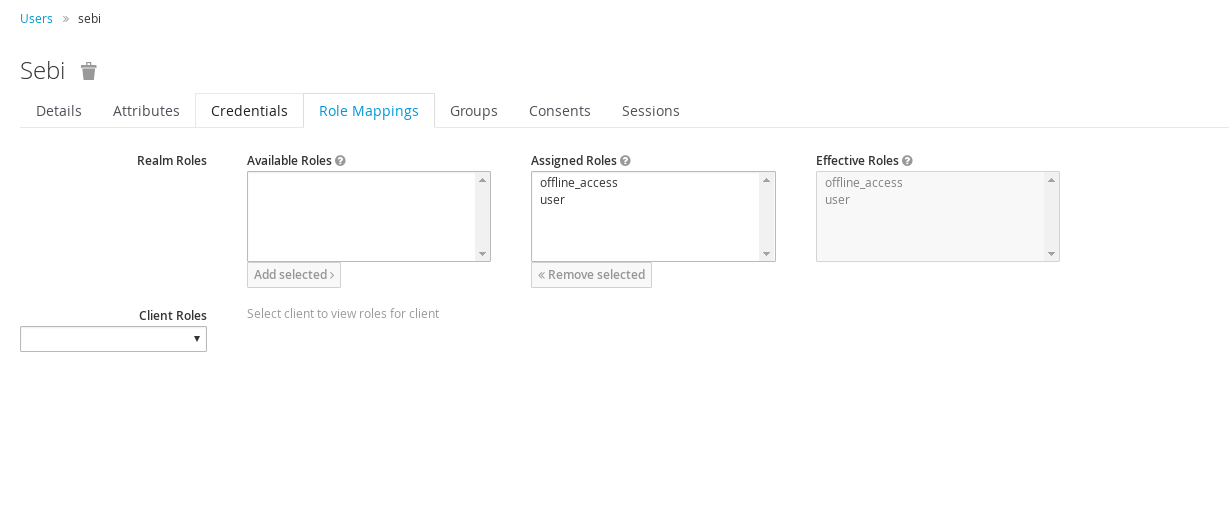 Users » sebi
Sebi
Details Attributes Credentials Role Mappings Groups Consents Sessions
Realm Roles
Available Roles ?
Add selected ›
Assigned Roles ?
offline_access
user
« Remove selected
Effective Roles ?
offline_access
user
Client Roles
Select client to view roles for client